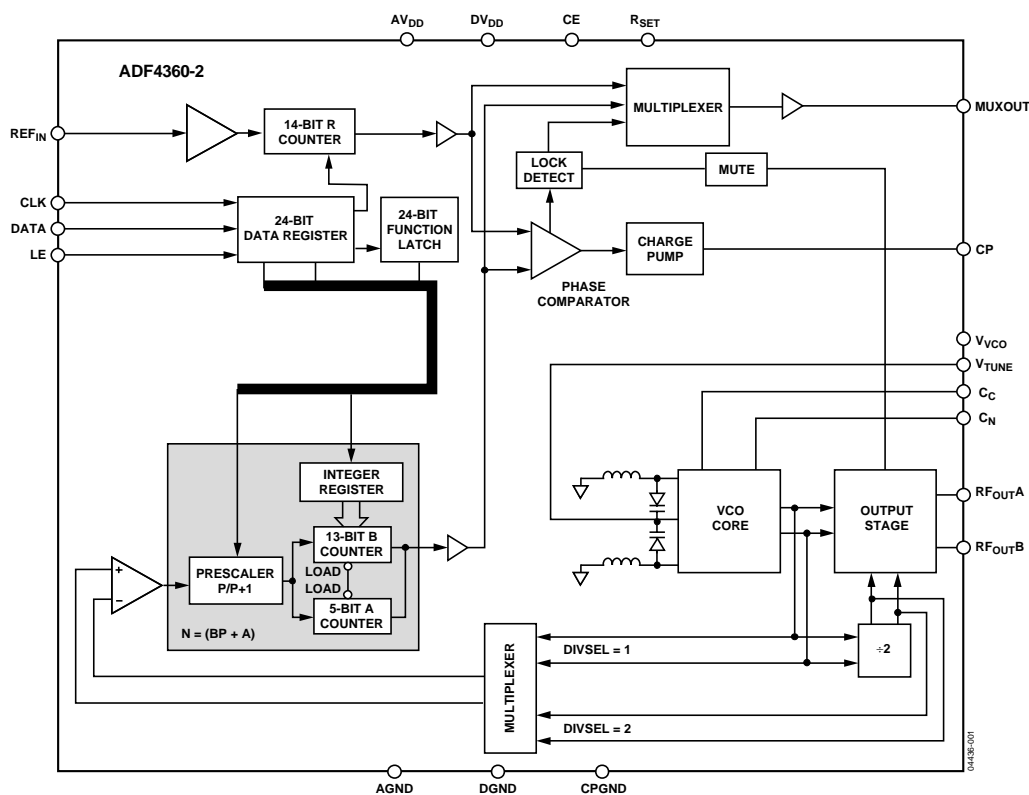 AVDD DVDD CE RSET
ADF4360-2
REFIN
14-BIT R
COUNTER
MULTIPLEXER
MUXOUT
LOCK
DETECT
MUTE
CLK
DATA
LE
24-BIT
DATA REGISTER
24-BIT
FUNCTION
LATCH
CHARGE
PUMP
CP
PHASE
COMPARATOR
VVCO
VTUNE
CC
CN
INTEGER
REGISTER
13-BIT B
COUNTER
LOAD
LOAD
5-BIT A
COUNTER
PRESCALER
P/P+1
+
−
N = (BP + A)
VCO
CORE
OUTPUT
STAGE
RFOUTA
RFOUTB
MULTIPLEXER
DIVSEL = 1
÷2
DIVSEL = 2
04436-001
AGND DGND CPGND